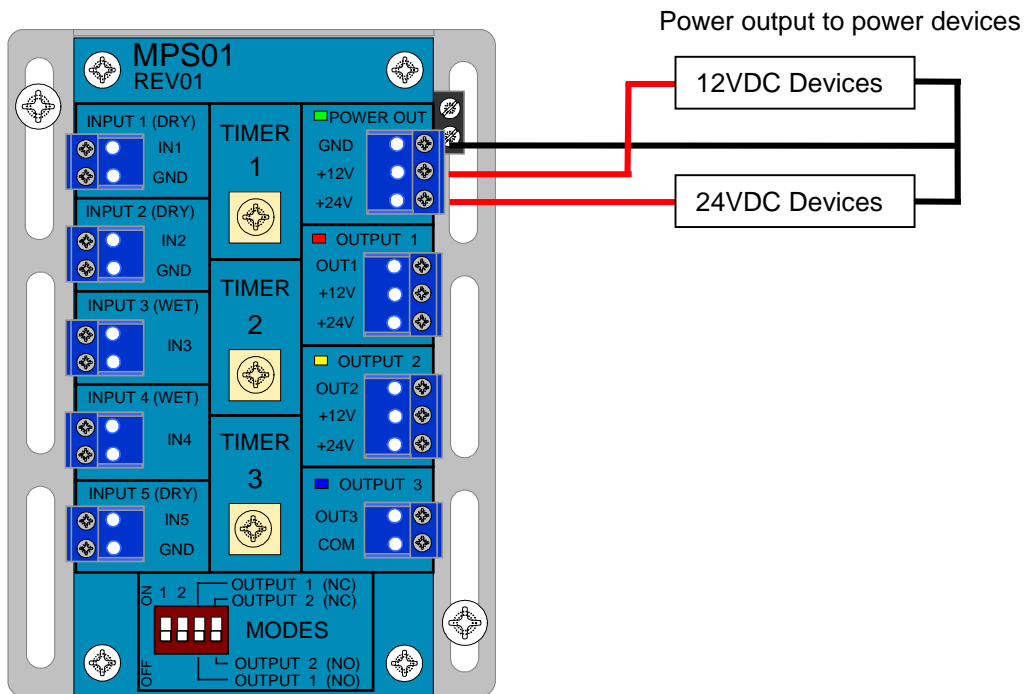 Power output to power devices
12VDC Devices
24VDC Devices
MPS01
REV01
INPUT 1 (DRY)
IN1
GND
INPUT 2 (DRY)
IN2
GND
INPUT 3 (WET)
IN3
INPUT 4 (WET)
IN4
INPUT 5 (DRY)
IN5
GND
TIMER
1
TIMER
2
TIMER
3
POWER OUT
GND
+12V
+24V
OUTPUT 1
OUT1
+12V
+24V
OUTPUT 2
OUT2
+12V
+24V
OUTPUT 3
OUT3
COM
ON
1 2
OFF
OUTPUT 1 (NC)
OUTPUT 2 (NC)
MODES
OUTPUT 2 (NO)
OUTPUT 1 (NO)